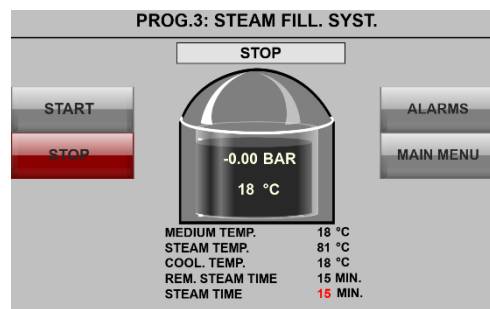 PROG.3: STEAM FILL. SYST.
STOP
START
ALARMS
STOP
MAIN MENU
-0.00 BAR
18 °C
MEDIUM TEMP. 18 °C
STEAM TEMP. 81 °C
COOL. TEMP. 18 °C
REM. STEAM TIME 15 MIN.
STEAM TIME 15 MIN.